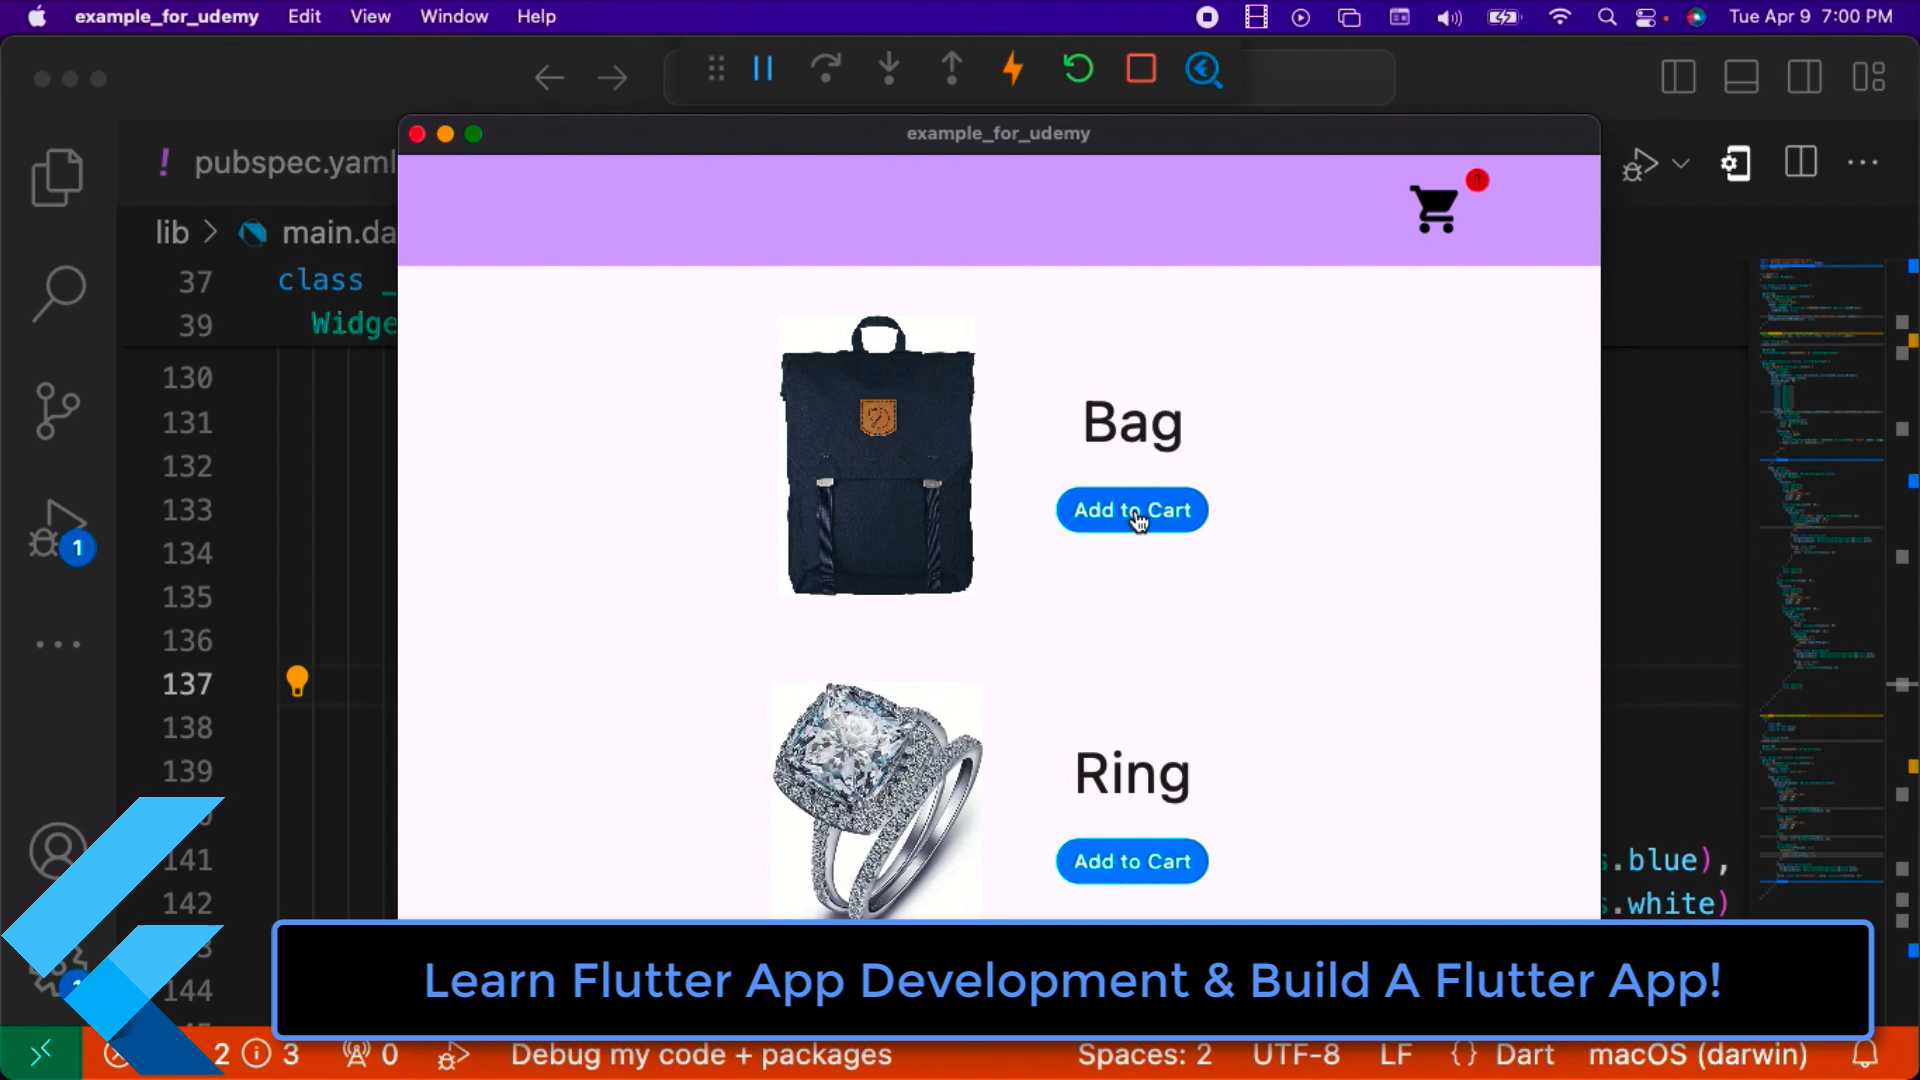 example_for_udemy Edit View Window Help Tue Apr 9 7:00 PM
example_for_udemy
! pubspec.yaml
1
lib > main.da
37 class _
39 Widge
130
131
Bag
132
133 Add to Cart
134
1
135
136
137
138
139 Ring
141 Add to Cart .blue),
142 .white)
144
Learn Flutter App Development & Build A Flutter App!
2 3 0 Debug my code + packages Spaces: 2 UTF-8 LF {} Dart macOS (darwin)